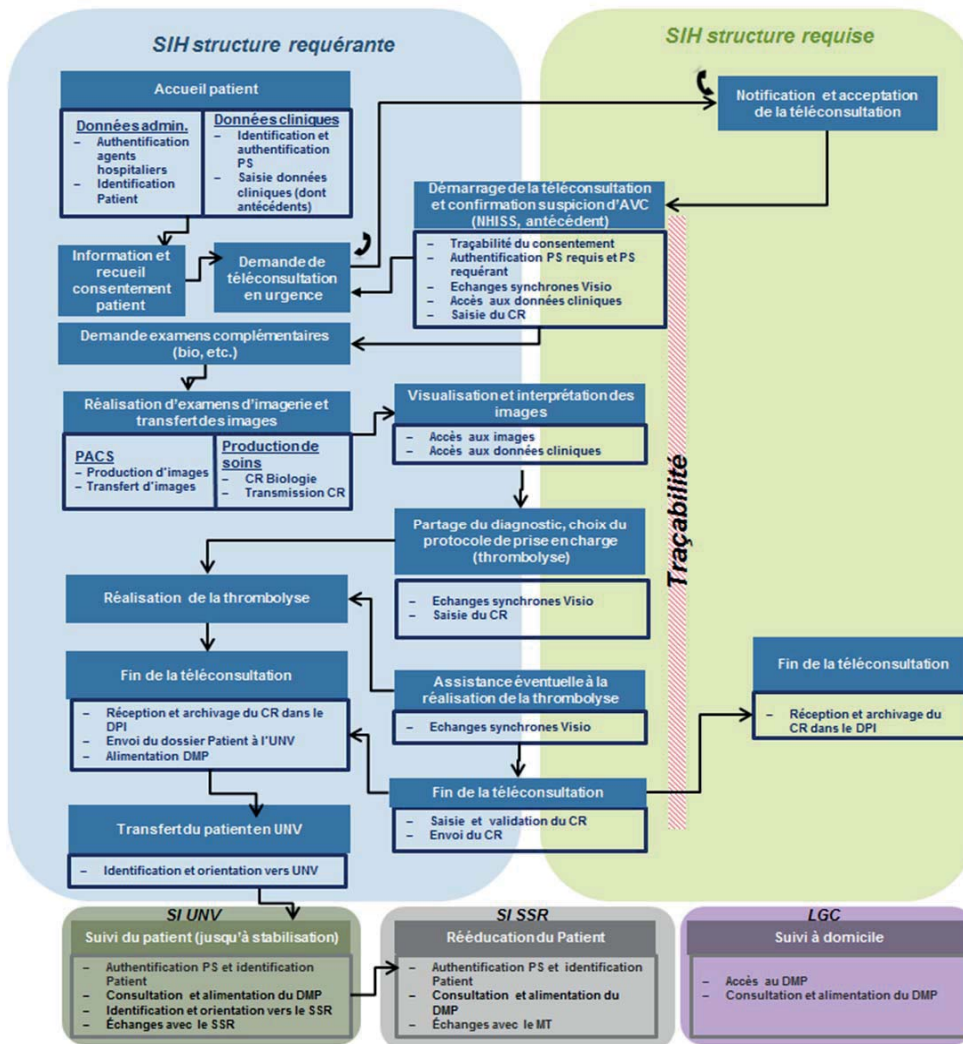 SIH structure requérante
SIH structure requise
Accueil patient
Données admin.
– Authentification
agents
hospitaliers
– Identification
Patient
Données cliniques
– Identification et
authentification
PS
– Saisie données
cliniques (dont
antécédents)
Notification et acceptation
de la téléconsultation
Démarrage de la téléconsultation
et confirmation suspicion d'AVC
(NHISS, antécédent)
– Traçabilité du consentement
– Authentification PS requis et PS
requérant
– Echanges synchrones Visio
– Accès aux données cliniques
– Saisie du CR
Information et
recueil
consentement
patient
Demande de
téléconsultation
en urgence
Demande examens complémentaires
(bio, etc.)
Réalisation d'examens d'imagerie et
transfert des images
PACS
– Production d'images
– Transfert d'images
Production de
soins
– CR Biologie
– Transmission CR
Visualisation et interprétation des
images
– Accès aux images
– Accès aux données cliniques
Traçabilité
Partage du diagnostic, choix du
protocole de prise en charge
(thrombolyse)
– Echanges synchrones Visio
– Saisie du CR
Réalisation de la thrombolyse
Fin de la téléconsultation
– Réception et archivage du CR dans le
DPI
– Envoi du dossier Patient à l'UNV
– Alimentation DMP
Assistance éventuelle à la
réalisation de la thrombolyse
– Echanges synchrones Visio
Fin de la téléconsultation
– Réception et archivage du
CR dans le DPI
Fin de la téléconsultation
– Saisie et validation du CR
– Envoi du CR
Transfert du patient en UNV
– Identification et orientation vers UNV
SI UNV
Suivi du patient (jusqu'à stabilisation)
– Authentification PS et identification
Patient
– Consultation et alimentation du DMP
– Identification et orientation vers le SSR
– Échanges avec le SSR
SI SSR
Rééducation du Patient
– Authentification PS et identification
Patient
– Consultation et alimentation du
DMP
– Échanges avec le MT
LGC
Suivi à domicile
– Accès au DMP
– Consultation et alimentation du DMP